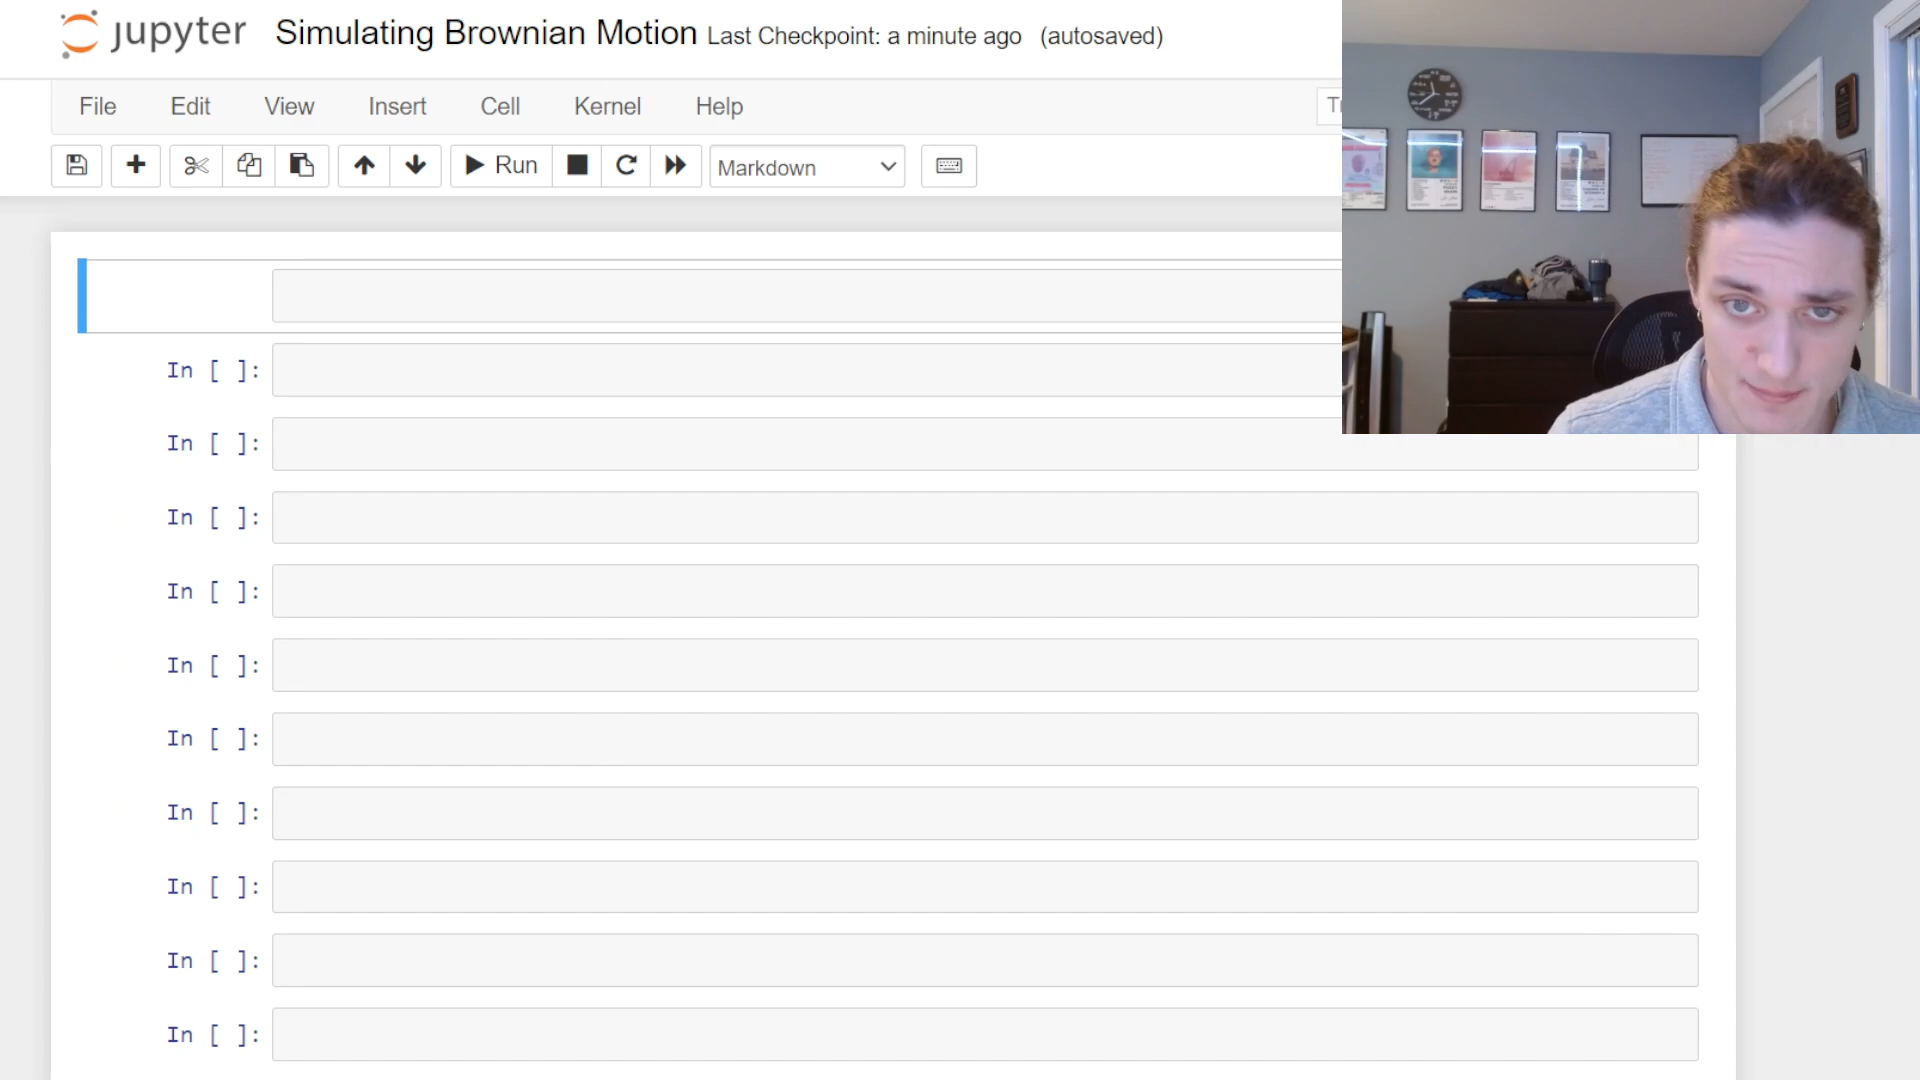 jupyter Simulating Brownian Motion Last Checkpoint: a minute ago (autosaved)
File Edit View Insert Cell Kernel Help
Run Markdown
In [ ]:
In [ ]:
In [ ]:
In [ ]:
In [ ]:
In [ ]:
In [ ]:
In [ ]:
In [ ]:
In [ ]: